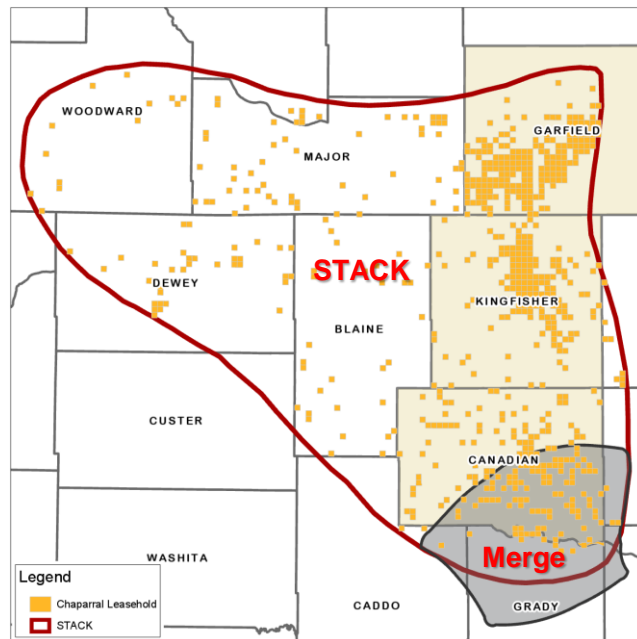 WOODWARD
GARFIELD
MAJOR
STACK
DEWEY
KINGFISHER
BLAINE
CUSTER
CANADIAN
WASHITA
Merge
Legend
Chaparral Leasehold
STACK
CADDO
GRADY